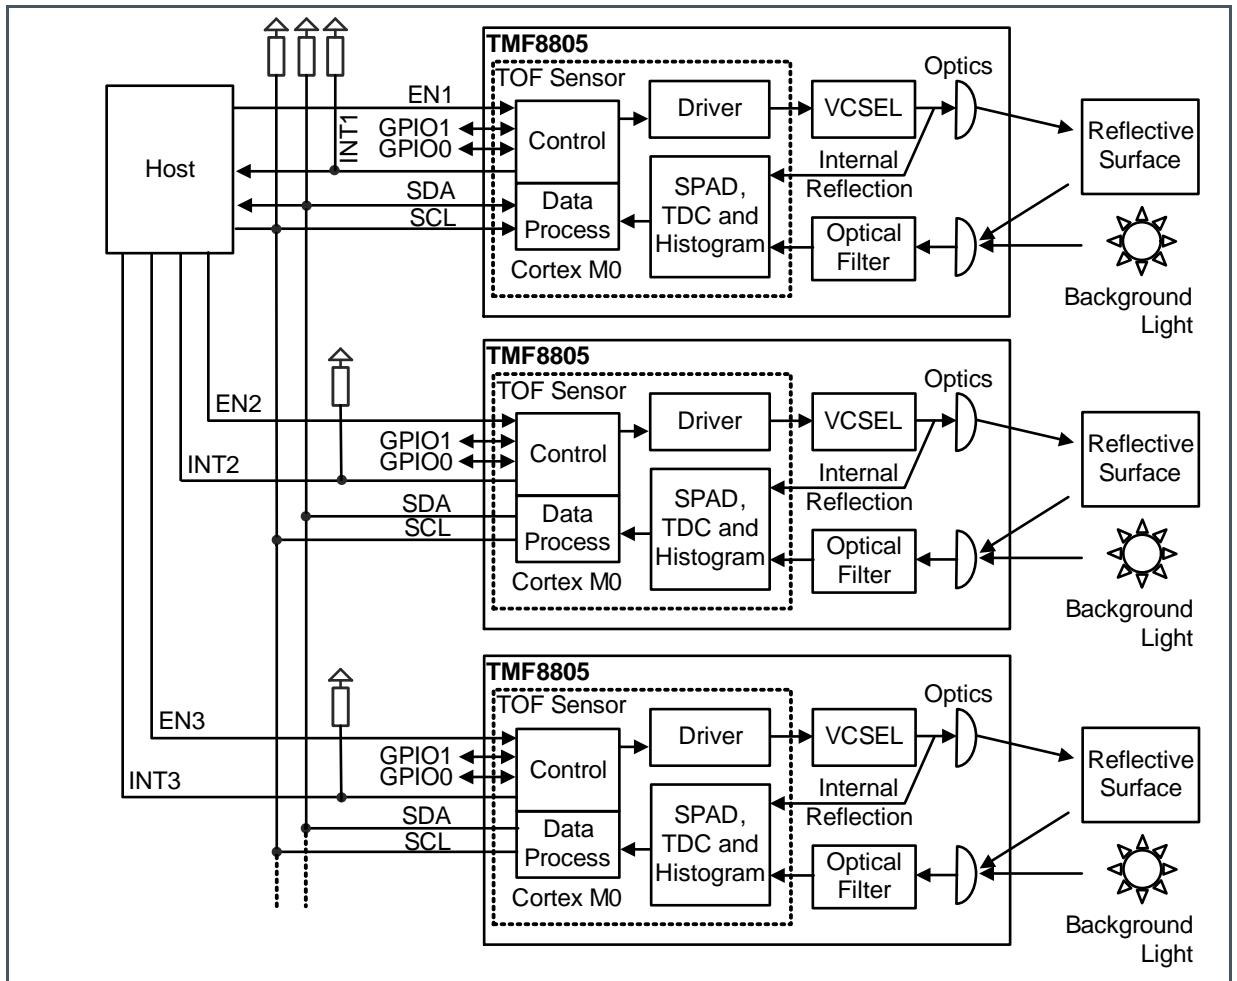 TMF8805
TOF Sensor
Optics
EN1
Driver
VCSEL
GPIO1
Control
GPIO0
INT1
Host
Reflective
Surface
Internal
Reflection
SPAD,
TDC and
Histogram
SDA
Data
SCL
Process
Optical
Filter
Cortex M0
Background
Light
TMF8805
TOF Sensor
Optics
EN2
Driver
VCSEL
GPIO1
Control
GPIO0
INT2
Reflective
Surface
Internal
Reflection
SPAD,
TDC and
Histogram
SDA
Data
SCL
Process
Optical
Filter
Cortex M0
Background
Light
TMF8805
TOF Sensor
Optics
EN3
Driver
VCSEL
GPIO1
Control
GPIO0
INT3
Reflective
Surface
Internal
Reflection
SPAD,
TDC and
Histogram
SDA
Data
SCL
Process
Optical
Filter
Cortex M0
Background
Light